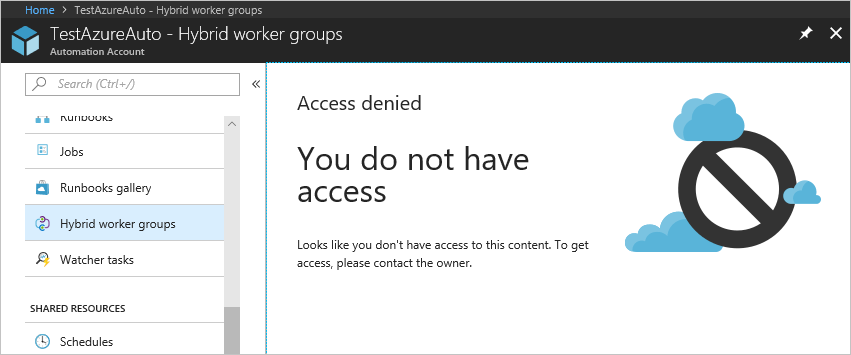 Home > TestAzureAuto - Hybrid worker groups
TestAzureAuto - Hybrid worker groups
Automation Account
Search (Ctrl+/)
Runbooks
Jobs
Runbooks gallery
Hybrid worker groups
Watcher tasks
SHARED RESOURCES
Schedules
Access denied
You do not have
access
Looks like you don't have access to this content. To get
access, please contact the owner.